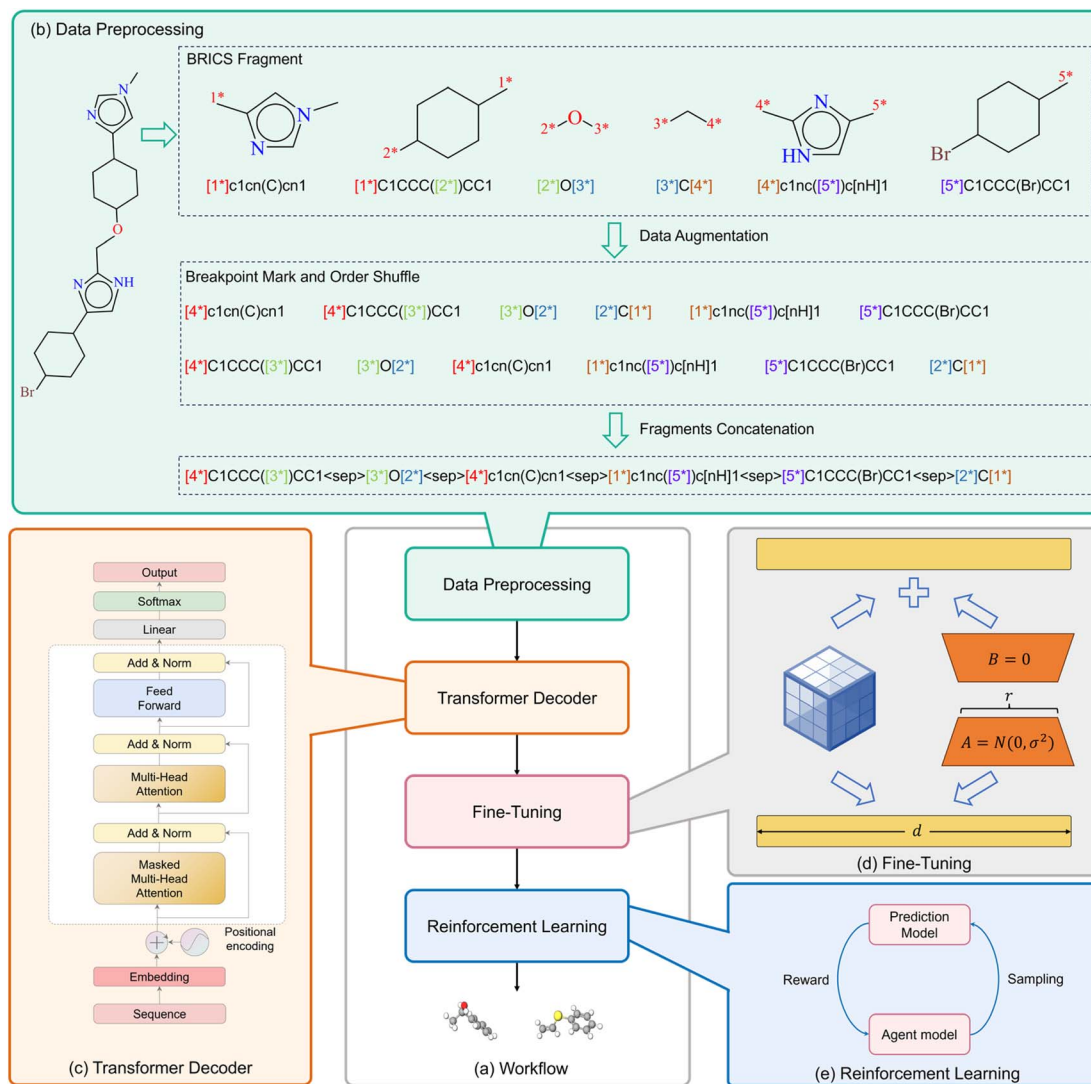 (b) Data Preprocessing
BRICS Fragment
N
N
1*
N
N
1*
2*
2* O 3*
3* 4*
4* N 5*
HN
5*
Br
[1*]c1cn(C)cn1 [1*]C1CCC([2*])CC1 [2*]O[3*] [3*]C[4*] [4*]c1nc([5*])c[nH]1 [5*]C1CCC(Br)CC1
O
N NH
Br
Data Augmentation
Breakpoint Mark and Order Shuffle
[4*]c1cn(C)cn1 [4*]C1CCC([3*])CC1 [3*]O[2*] [2*]C[1*] [1*]c1nc([5*])c[nH]1 [5*]C1CCC(Br)CC1
[4*]C1CCC([3*])CC1 [3*]O[2*] [4*]c1cn(C)cn1 [1*]c1nc([5*])c[nH]1 [5*]C1CCC(Br)CC1 [2*]C[1*]
Fragments Concatenation
[4*]C1CCC([3*])CC1<sep>[3*]O[2*]<sep>[4*]c1cn(C)cn1<sep>[1*]c1nc([5*])c[nH]1<sep>[5*]C1CCC(Br)CC1<sep>[2*]C[1*]
Output
Softmax
Linear
Add & Norm
Feed
Forward
Add & Norm
Multi-Head
Attention
Add & Norm
Masked
Multi-Head
Attention
Positional
encoding
Embedding
Sequence
(c) Transformer Decoder
Data Preprocessing
Transformer Decoder
Fine-Tuning
Reinforcement Learning
(a) Workflow
B = 0
r
A = N(0, σ²)
d
(d) Fine-Tuning
Prediction
Model
Reward
Sampling
Agent model
(e) Reinforcement Learning